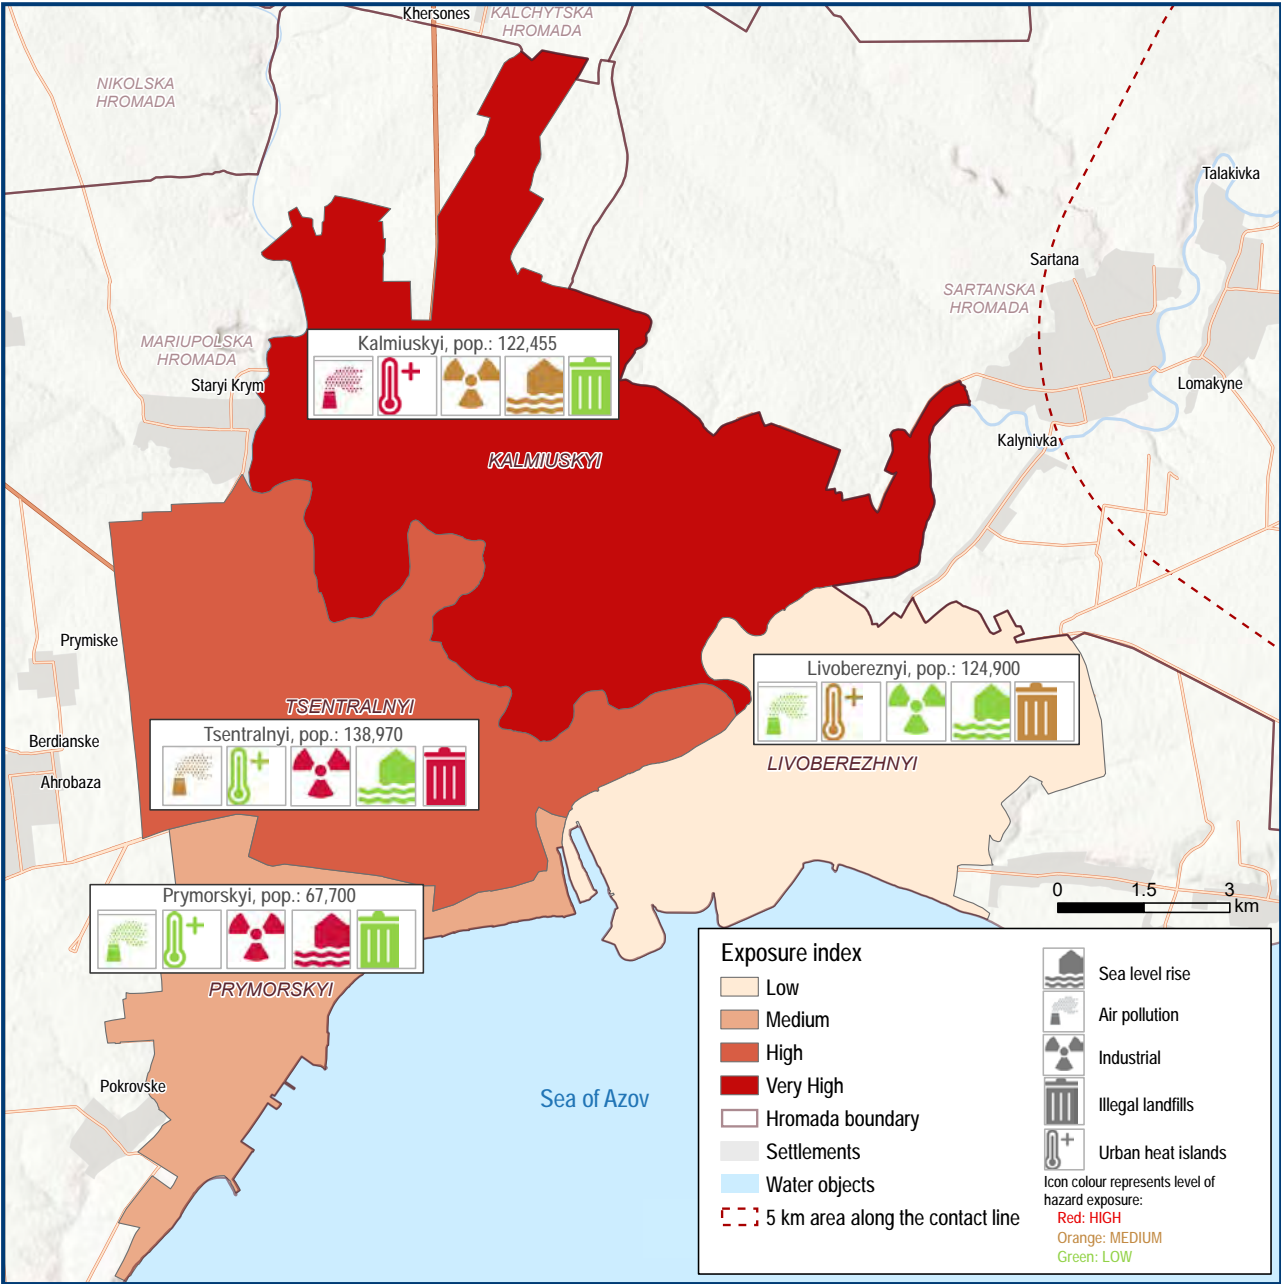 Khersones
KALCHYTSKA
HROMADA
NIKOLSKA
HROMADA
Talakivka
Sartana
SARTANSKA
HROMADA
MARIUPOLSKA
HROMADA
Staryi Krym
Kalmiuskyi, pop.: 122,455
Lomakyne
Kalynivka
KALMIUSKYI
Prymiske
Livobereznyi, pop.: 124,900
TSENTRALNYI
Tsentralnyi, pop.: 138,970
Berdianske
Ahrobaza
LIVOBEREZHNYI
Prymorskyi, pop.: 67,700
PRYMORSKYI
0 1.5 3
km
Pokrovske
Sea of Azov
Exposure index
Low
Medium
High
Very High
Hromada boundary
Settlements
Water objects
5 km area along the contact line
Sea level rise
Air pollution
Industrial
Illegal landfills
Urban heat islands
Icon colour represents level of
hazard exposure:
Red: HIGH
Orange: MEDIUM
Green: LOW